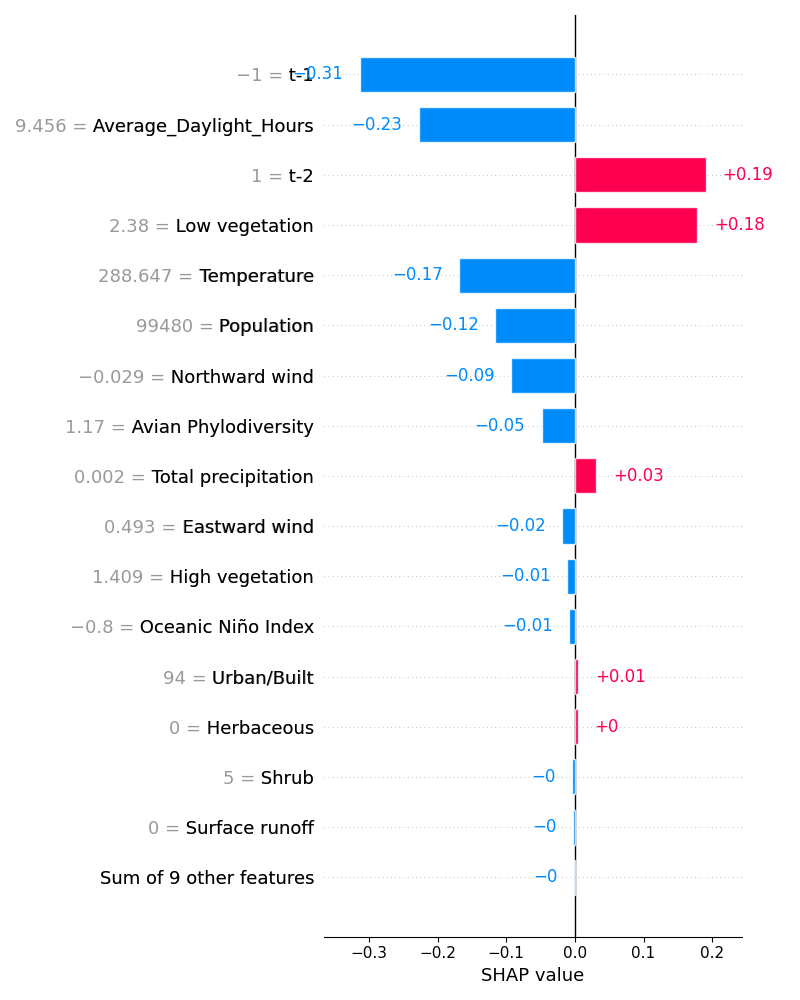 −1 = t-1 −0.31
9.456 = Average_Daylight_Hours −0.23
1 = t-2 +0.19
2.38 = Low vegetation +0.18
288.647 = Temperature −0.17
99480 = Population −0.12
−0.029 = Northward wind −0.09
1.17 = Avian Phylodiversity −0.05
0.002 = Total precipitation +0.03
0.493 = Eastward wind −0.02
1.409 = High vegetation −0.01
−0.8 = Oceanic Niño Index −0.01
94 = Urban/Built +0.01
0 = Herbaceous +0
5 = Shrub −0
0 = Surface runoff −0
Sum of 9 other features −0
−0.3 −0.2 −0.1 0.0 0.1 0.2
SHAP value